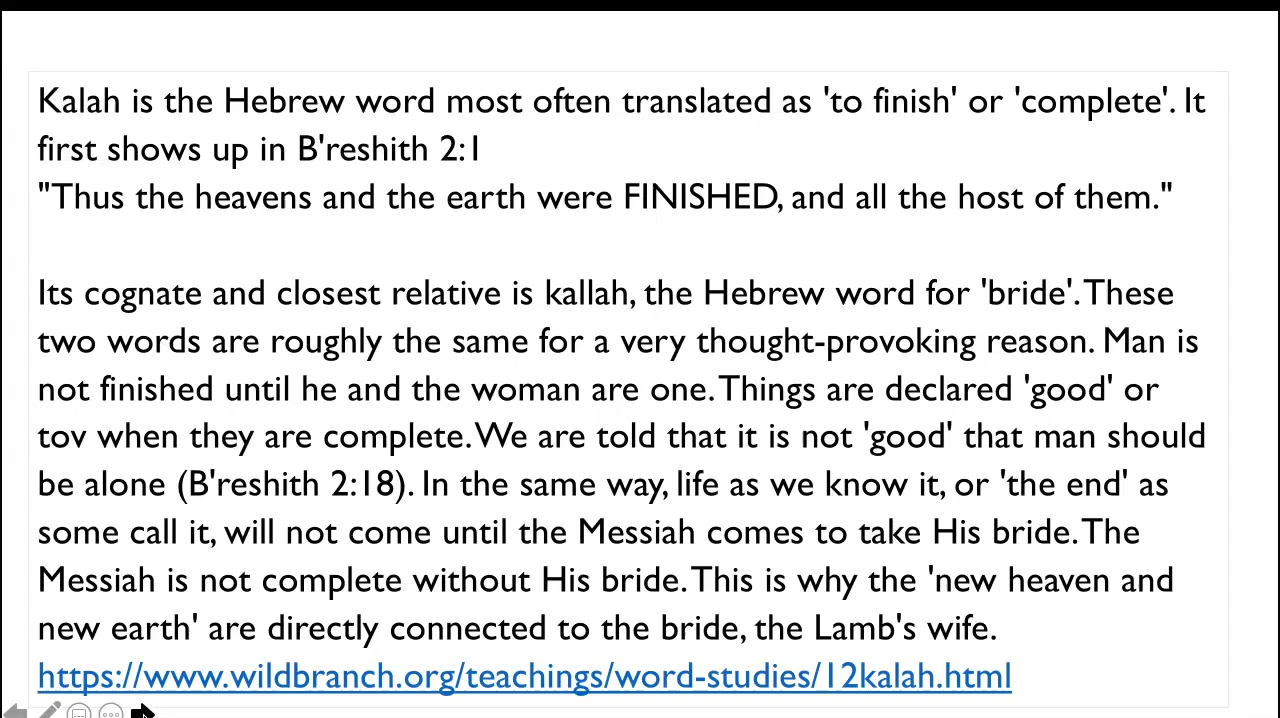 Kalah is the Hebrew word most often translated as 'to finish' or 'complete'. It
first shows up in B'reshith 2:1
"Thus the heavens and the earth were FINISHED, and all the host of them."
Its cognate and closest relative is kallah, the Hebrew word for 'bride'. These
two words are roughly the same for a very thought-provoking reason. Man is
not finished until he and the woman are one. Things are declared 'good' or
tov when they are complete. We are told that it is not 'good' that man should
be alone (B'reshith 2:18). In the same way, life as we know it, or 'the end' as
some call it, will not come until the Messiah comes to take His bride. The
Messiah is not complete without His bride. This is why the 'new heaven and
new earth' are directly connected to the bride, the Lamb's wife.
https://www.wildbranch.org/teachings/word-studies/12kalah.html